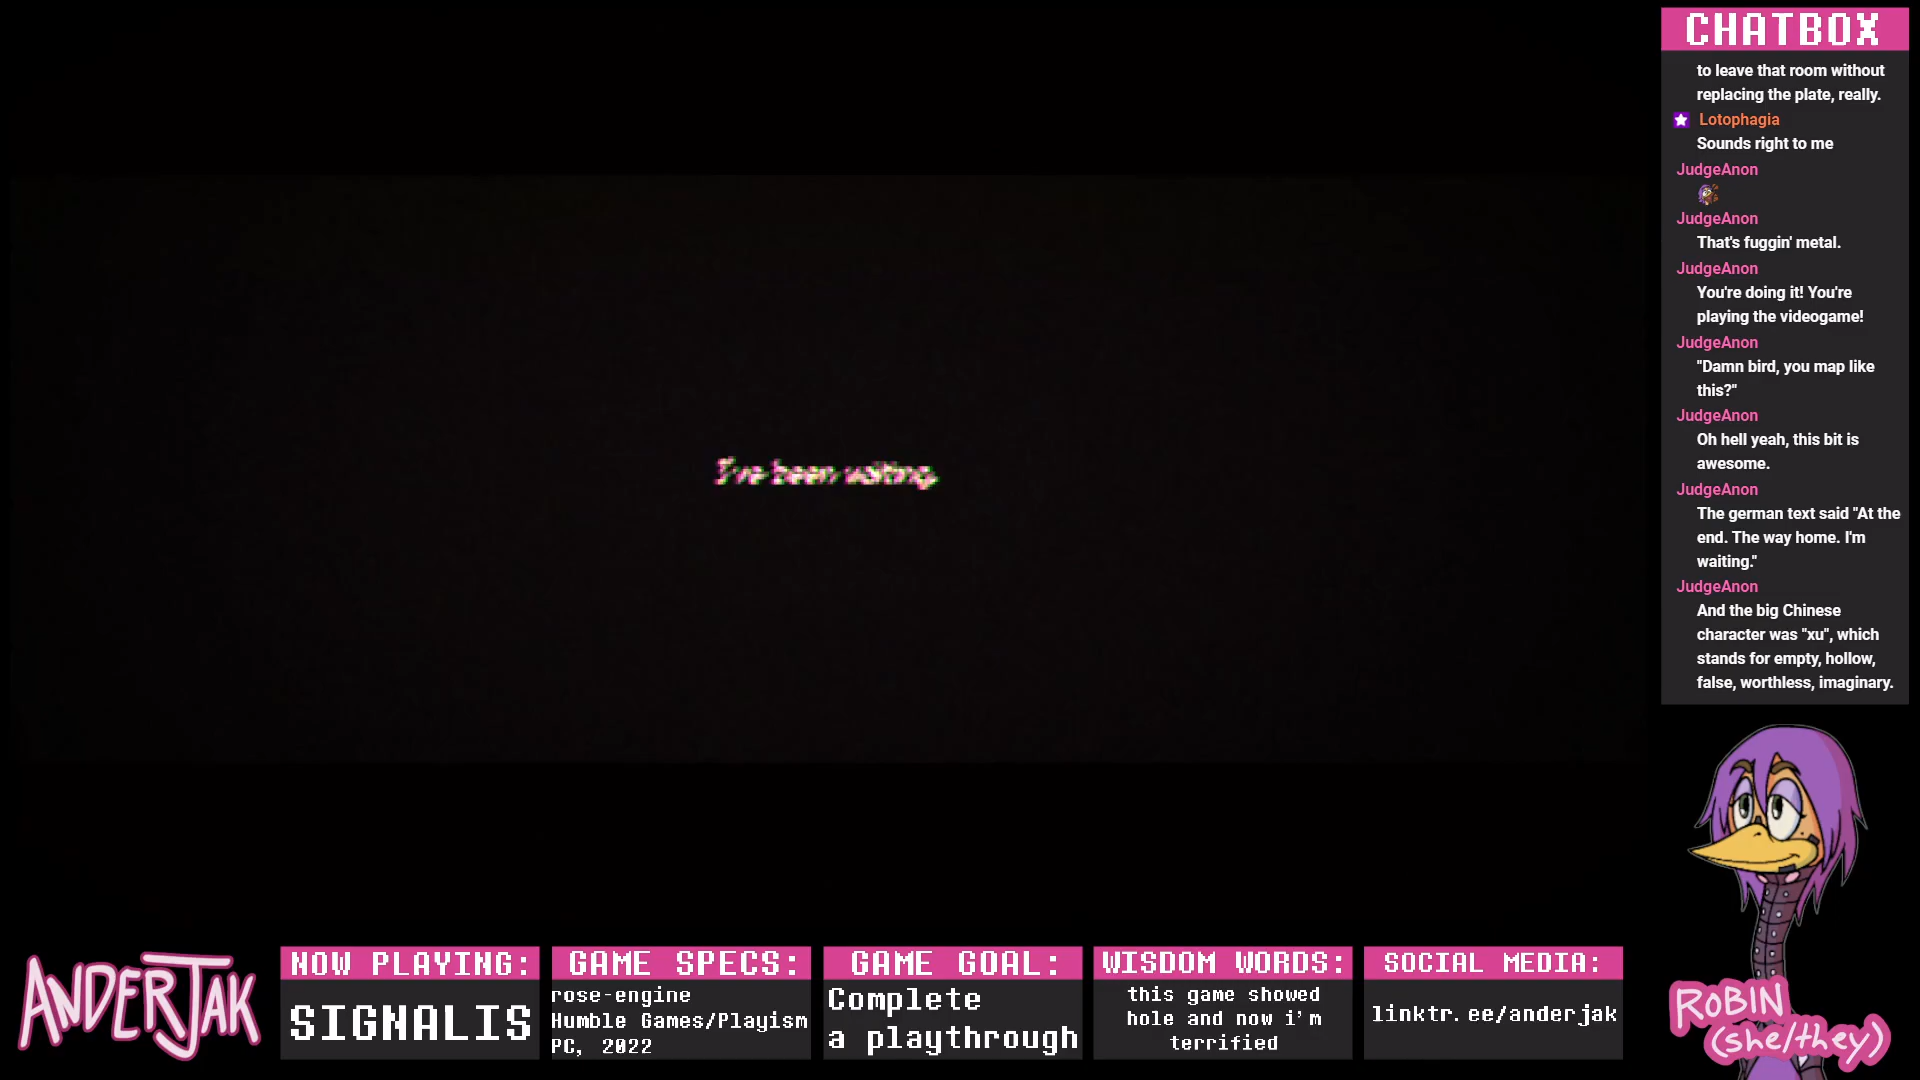 CHATBOX
to leave that room without
replacing the plate, really.
Lotophagia
Sounds right to me
JudgeAnon
JudgeAnon
That's fuggin' metal.
JudgeAnon
You're doing it! You're
playing the videogame!
JudgeAnon
"Damn bird, you map like
this?"
JudgeAnon
Oh hell yeah, this bit is
awesome.
JudgeAnon
The german text said "At the
end. The way home. I'm
waiting."
JudgeAnon
And the big Chinese
character was "xu", which
stands for empty, hollow,
false, worthless, imaginary.
I've been waiting.
ANDERJAK
NOW PLAYING:
SIGNALIS
GAME SPECS:
rose-engine
Humble Games/Playism
PC, 2022
GAME GOAL:
Complete
a playthrough
WISDOM WORDS:
this game showed
hole and now i'm
terrified
SOCIAL MEDIA:
linktr.ee/anderjak
ROBIN
(she/they)